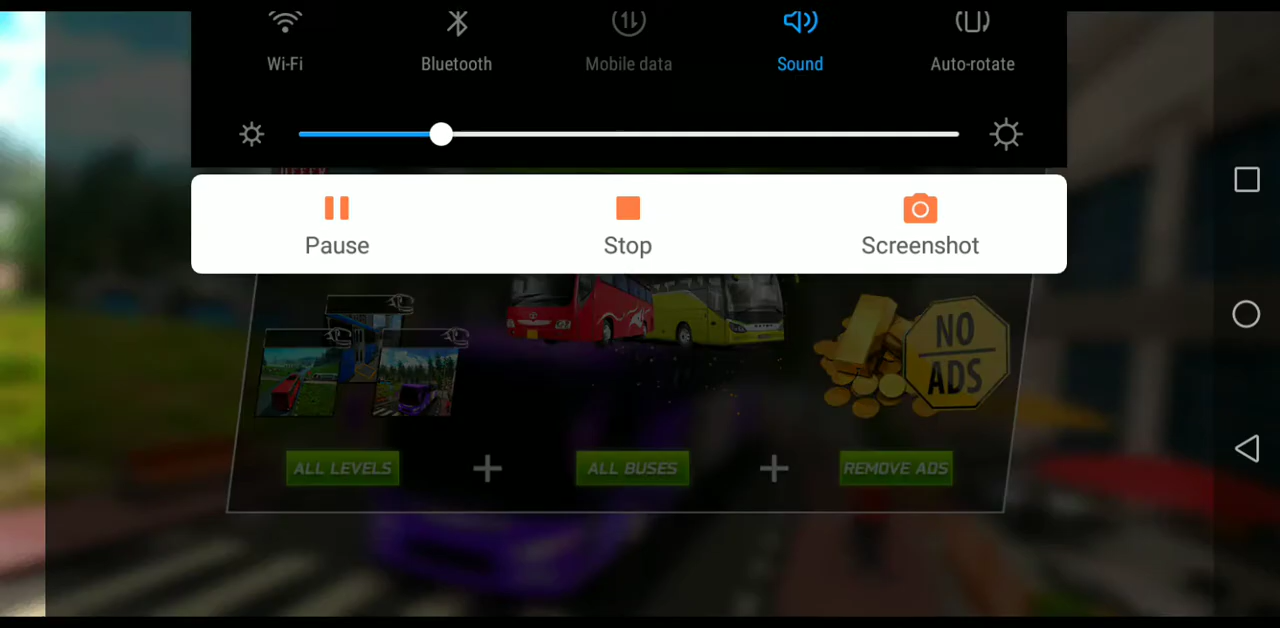 Wi-Fi Bluetooth Mobile data Sound Auto-rotate
Pause Stop Screenshot
NO
ADS
ALL LEVELS + ALL BUSES + REMOVE ADS